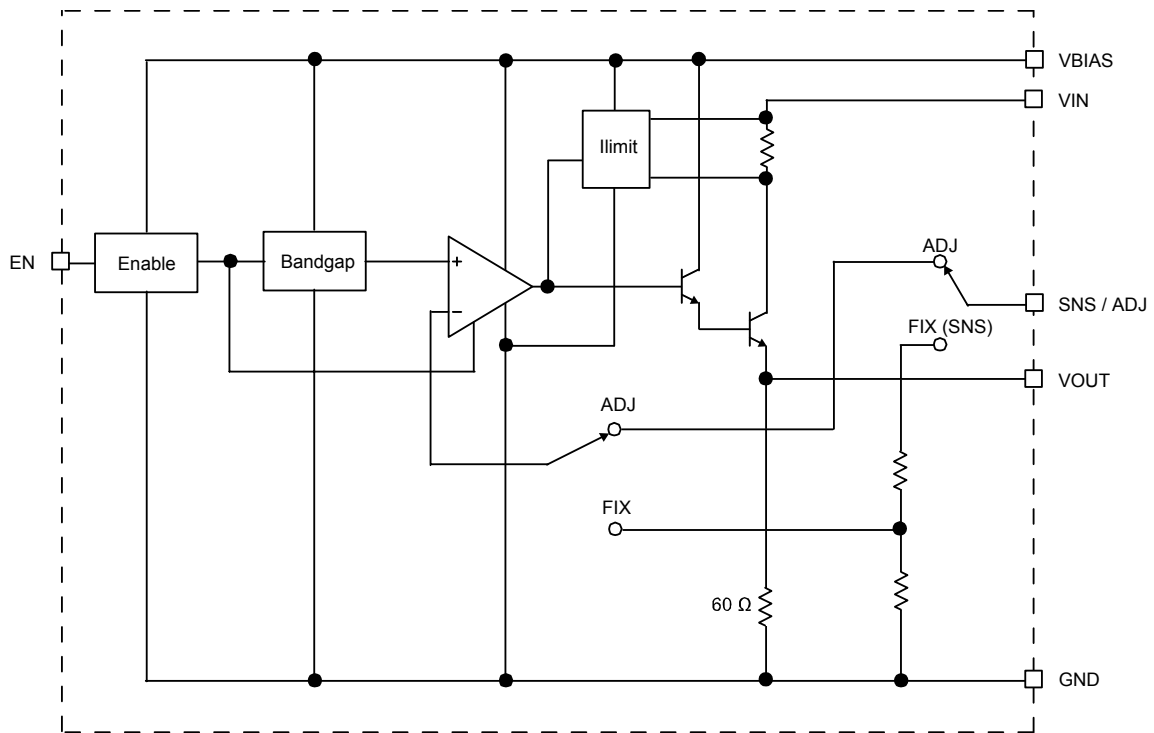 VBIAS
VIN
Ilimit
EN
Enable
Bandgap
+
−
ADJ
SNS / ADJ
FIX (SNS)
VOUT
ADJ
FIX
60 Ω
GND